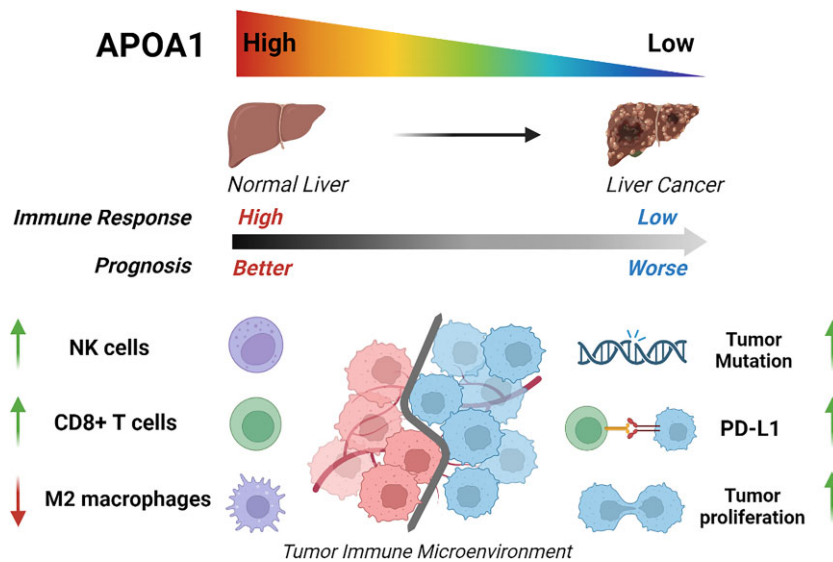 APOA1
High
Low
Normal Liver
Liver Cancer
Immune Response
High
Low
Prognosis
Better
Worse
NK cells
Tumor
Mutation
CD8+ T cells
PD-L1
M2 macrophages
Tumor
proliferation
Tumor Immune Microenvironment